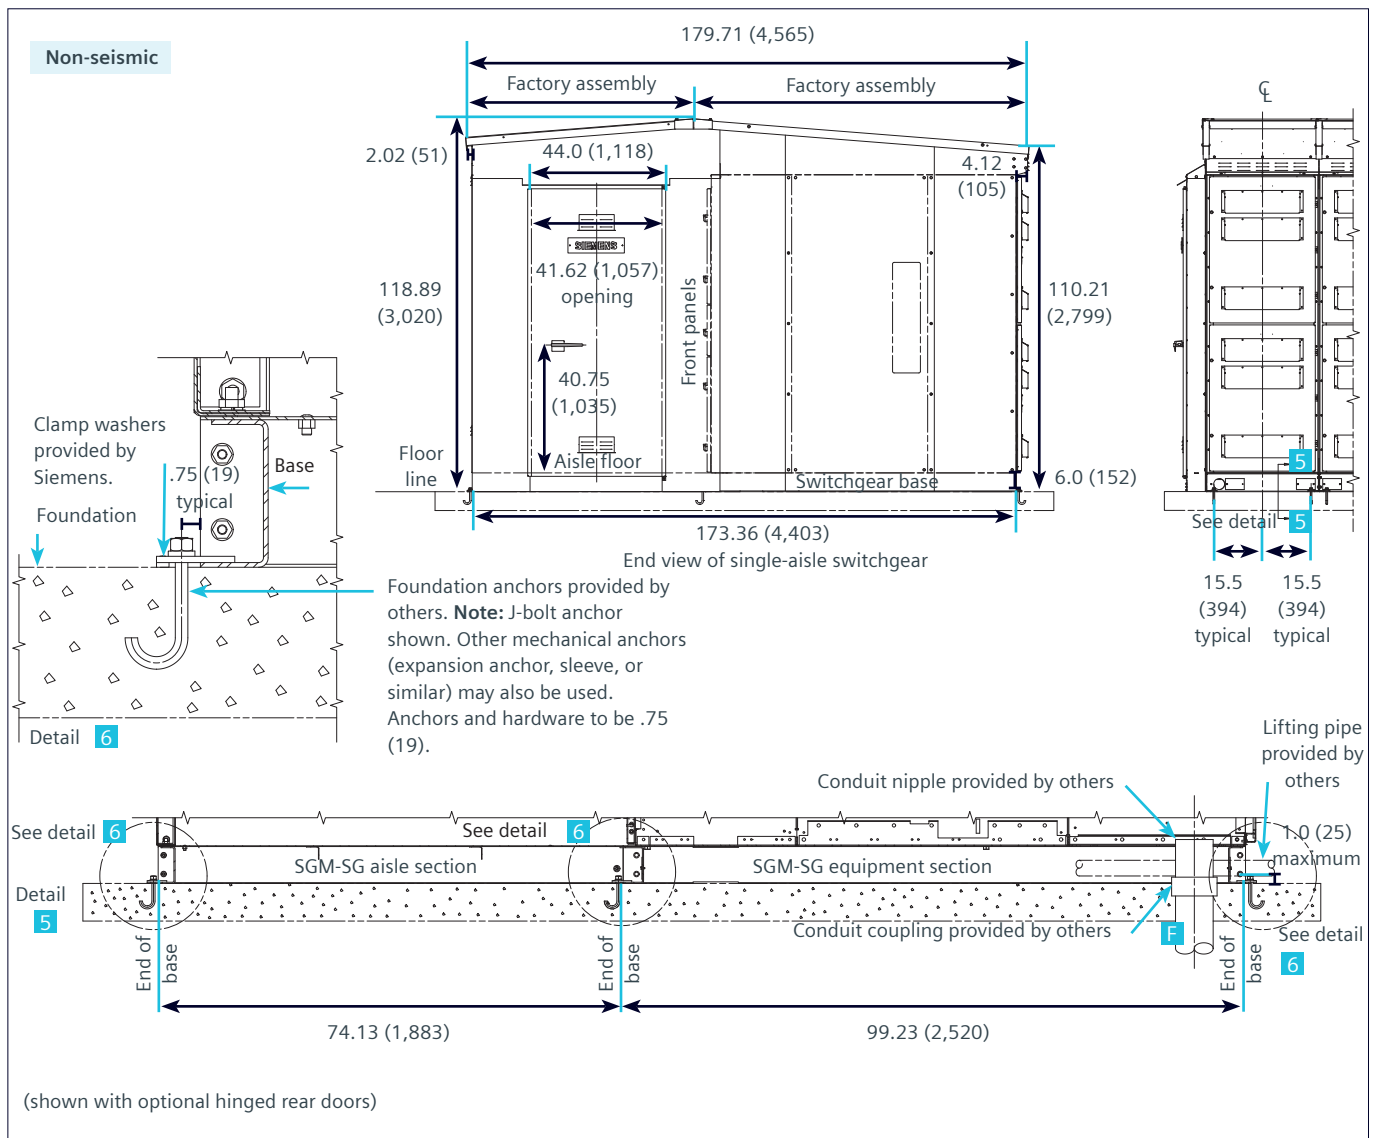 Non-seismic
179.71 (4,565)
Factory assembly
Factory assembly
2.02 (51)
44.0 (1,118)
4.12
(105)
SIEMENS
41.62 (1,057)
opening
118.89
(3,020)
Front panels
110.21
(2,799)
40.75
(1,035)
Floor
line
Aisle floor
Switchgear base
6.0 (152)
173.36 (4,403)
End view of single-aisle switchgear
CL
5
See detail 5
15.5
(394)
typical
15.5
(394)
typical
Clamp washers
provided by
Siemens.
.75 (19)
typical
Base
Foundation
Foundation anchors provided by
others. Note: J-bolt anchor
shown. Other mechanical anchors
(expansion anchor, sleeve, or
similar) may also be used.
Anchors and hardware to be .75
(19).
Detail 6
Lifting pipe
provided by
others
Conduit nipple provided by others
See detail 6
See detail 6
1.0 (25)
maximum
SGM-SG aisle section
SGM-SG equipment section
Detail
5
Conduit coupling provided by others
F
See detail
6
End of
base
End of
base
End of
base
74.13 (1,883)
99.23 (2,520)
(shown with optional hinged rear doors)